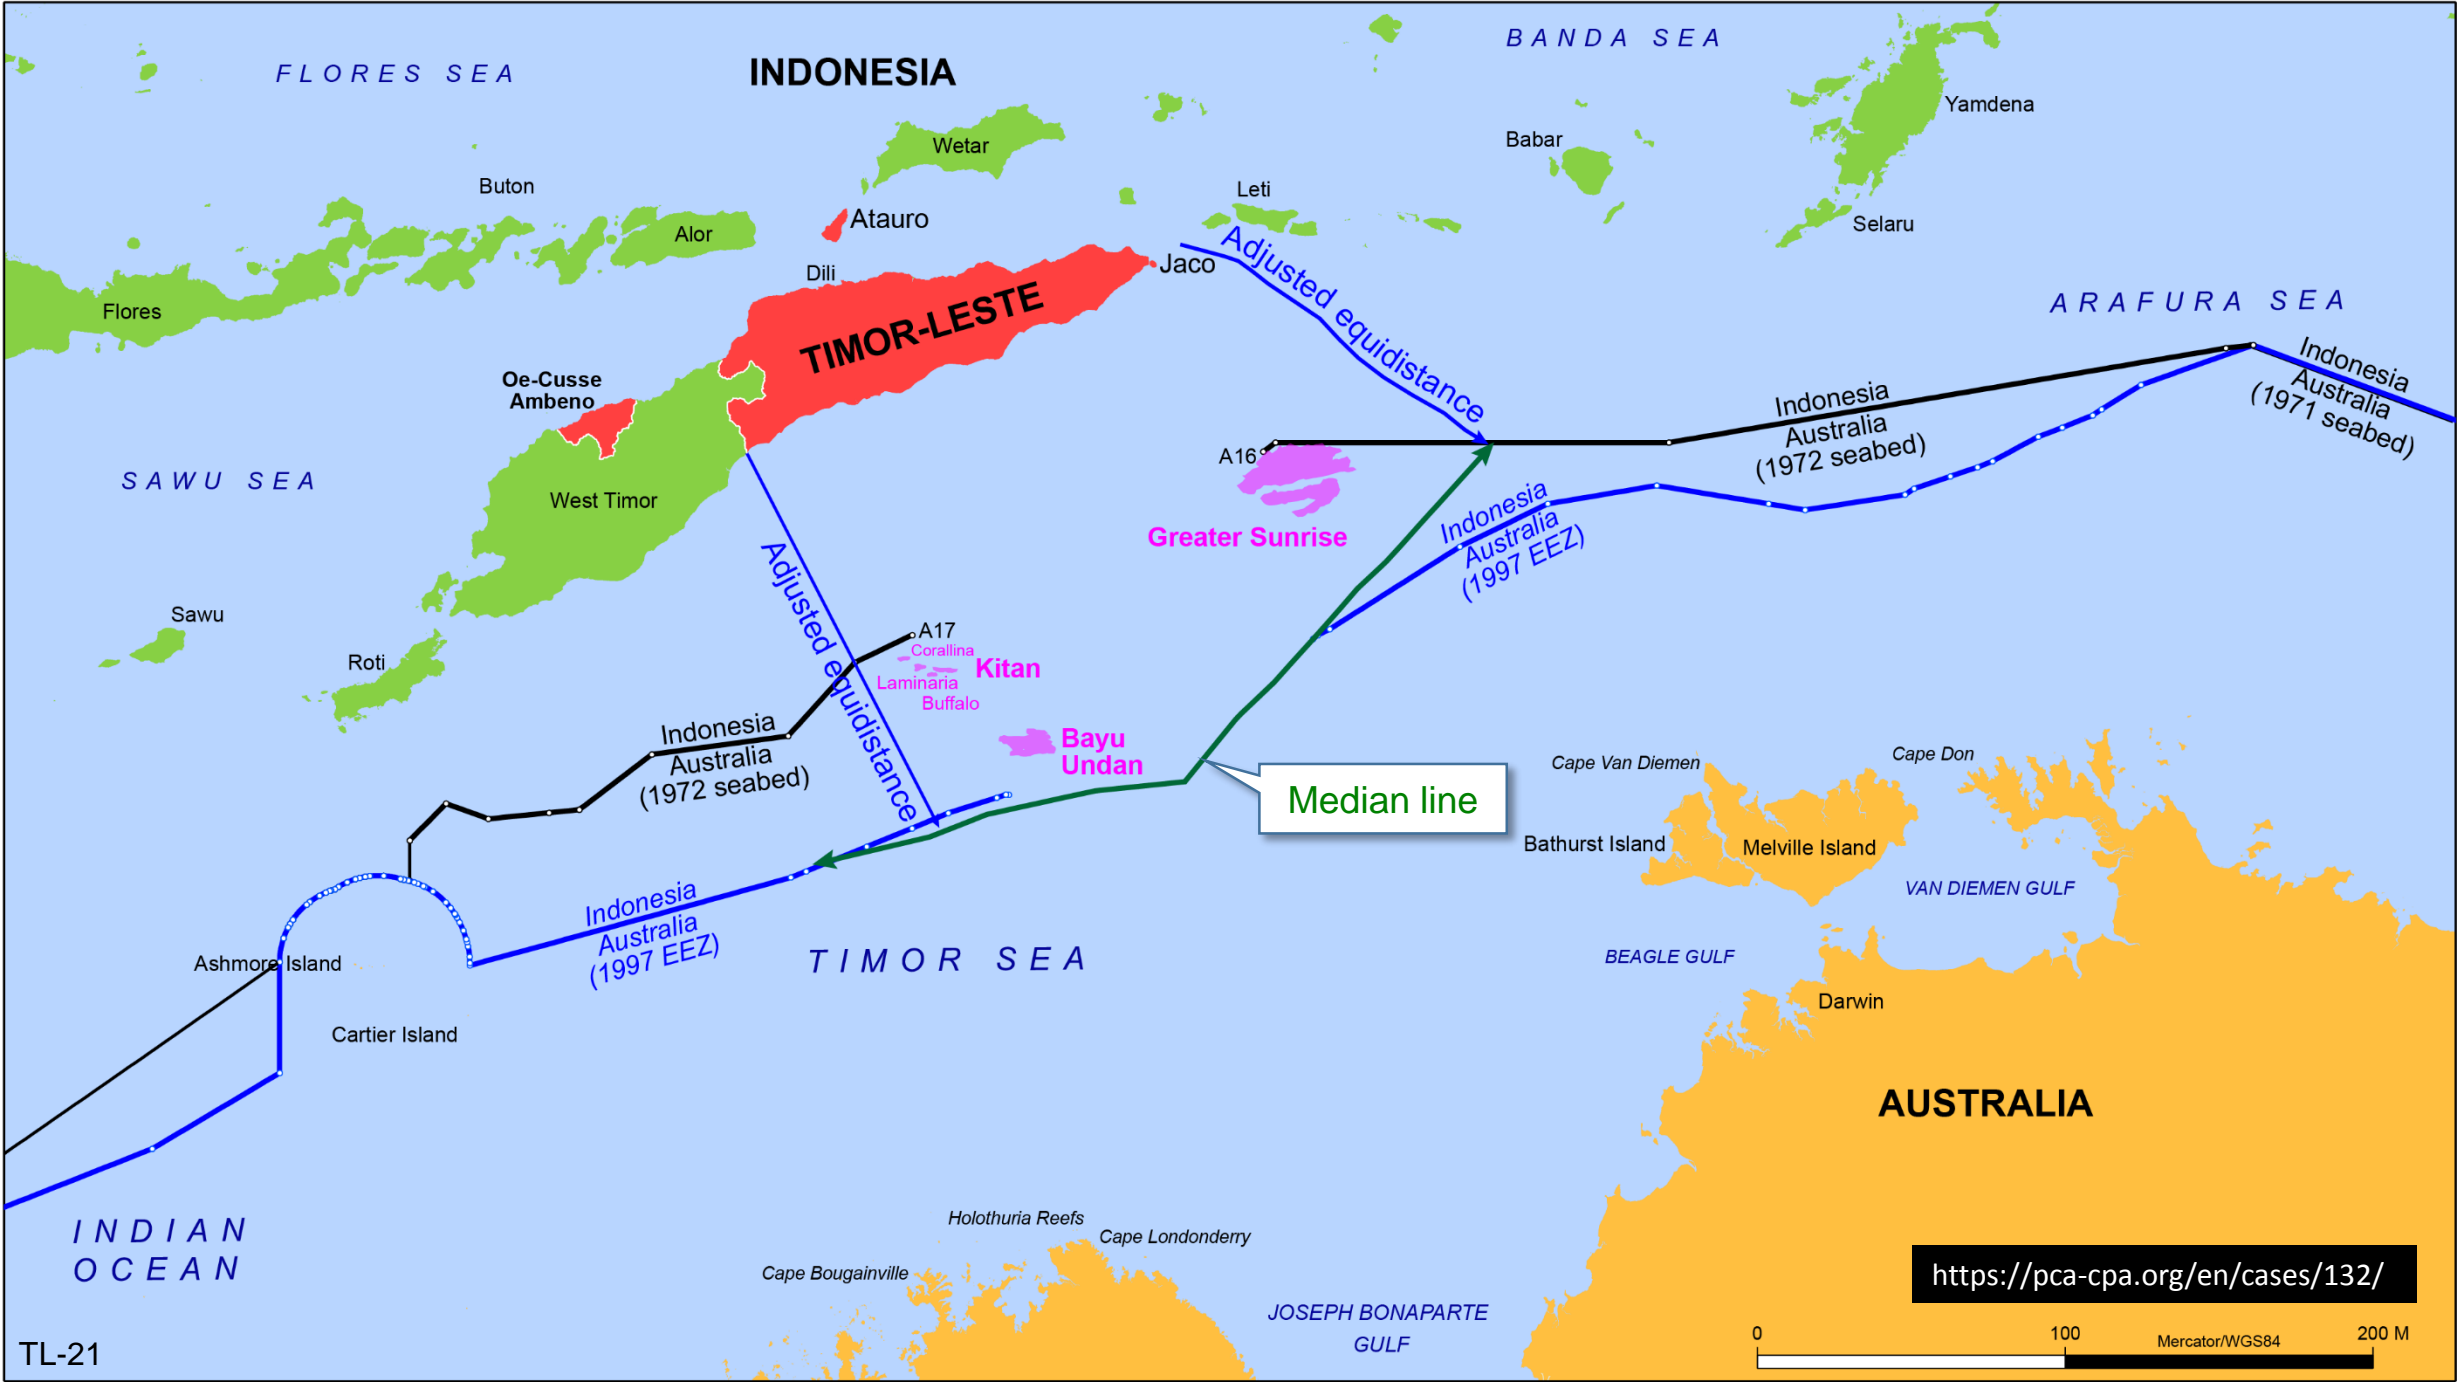 BANDA SEA
FLORES SEA
INDONESIA
Yamdena
Babar
Wetar
Buton
Leti
Atauro
Selaru
Alor
Jaco
Adjusted equidistance
Dili
Flores
TIMOR-LESTE
ARAFURA SEA
Indonesia
Australia
(1971 seabed)
Oe-Cusse
Ambeno
Indonesia
Australia
(1972 seabed)
A16
SAWU SEA
West Timor
Greater Sunrise
Indonesia
Australia
(1997 EEZ)
Adjusted equidistance
Sawu
A17
Corallina
Kitan
Roti
Laminaria
Buffalo
Indonesia
Australia
(1972 seabed)
Bayu
Undan
Median line
Cape Van Diemen
Cape Don
Bathurst Island
Melville Island
VAN DIEMEN GULF
Indonesia
Australia
(1997 EEZ)
TIMOR SEA
BEAGLE GULF
Ashmore Island
Darwin
Cartier Island
AUSTRALIA
INDIAN
OCEAN
Holothuria Reefs
Cape Londonderry
Cape Bougainville
https://pca-cpa.org/en/cases/132/
JOSEPH BONAPARTE
GULF
0 100 200 M
Mercator/WGS84
TL-21